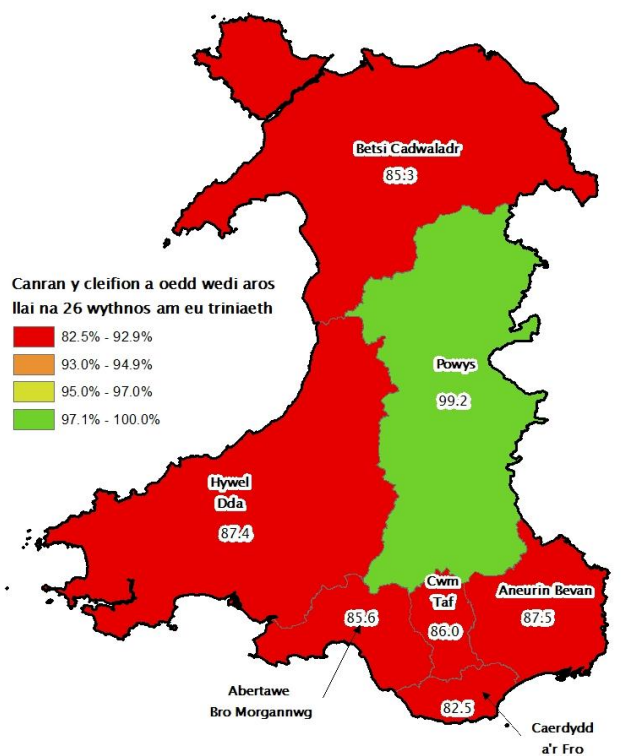 Betsi Cadwaladr
85.3
Canran y cleifion a oedd wedi aros
llai na 26 wythnos am eu triniaeth
82.5% - 92.9%
93.0% - 94.9%
95.0% - 97.0%
97.1% - 100.0%
Powys
99.2
Hywel
Dda
87.4
Cwm
Taf
86.0
Aneurin Bevan
87.5
85.6
Abertawe
Bro Morgannwg
82.5
Caerdydd
a'r Fro